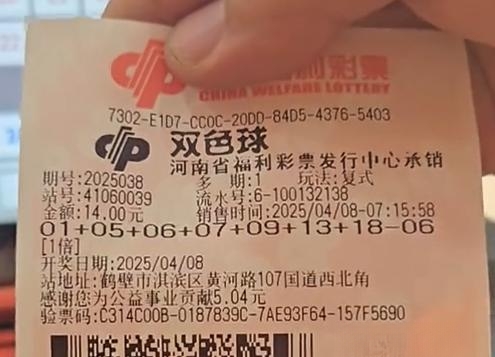 利彩票
CHINA WELFARE LOTTERY
7302-E1D7-CC0C-20DD-84D5-4376-5403
双色球
河南省福利彩票发行中心承销
期号:2025038 多期:1 玩法:复式
站号:41060039 流水号:6-100132138
金额:14.00元 销售时间:2025/04/08-07:15:58
01+05+06+07+09+13+18-06
[1倍]
开奖日期:2025/04/08
站地址:鹤壁市淇滨区黄河路107国道西北角
感谢您为公益事业贡献5.04元
验票码:C314C00B-0187839C-7AE93F64-157F5690